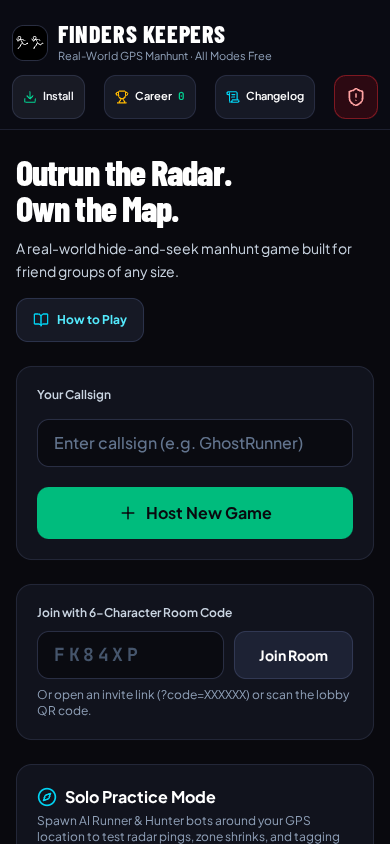 FINDERS KEEPERS
Real-World GPS Manhunt · All Modes Free
Install
Career 0
Changelog
Outrun the Radar.
Own the Map.
A real-world hide-and-seek manhunt game built for
friend groups of any size.
How to Play
Your Callsign
Enter callsign (e.g. GhostRunner)
+ Host New Game
Join with 6-Character Room Code
FK84XP
Join Room
Or open an invite link (?code=XXXXXX) or scan the lobby
QR code.
Solo Practice Mode
Spawn AI Runner & Hunter bots around your GPS
location to test radar pings, zone shrinks, and tagging